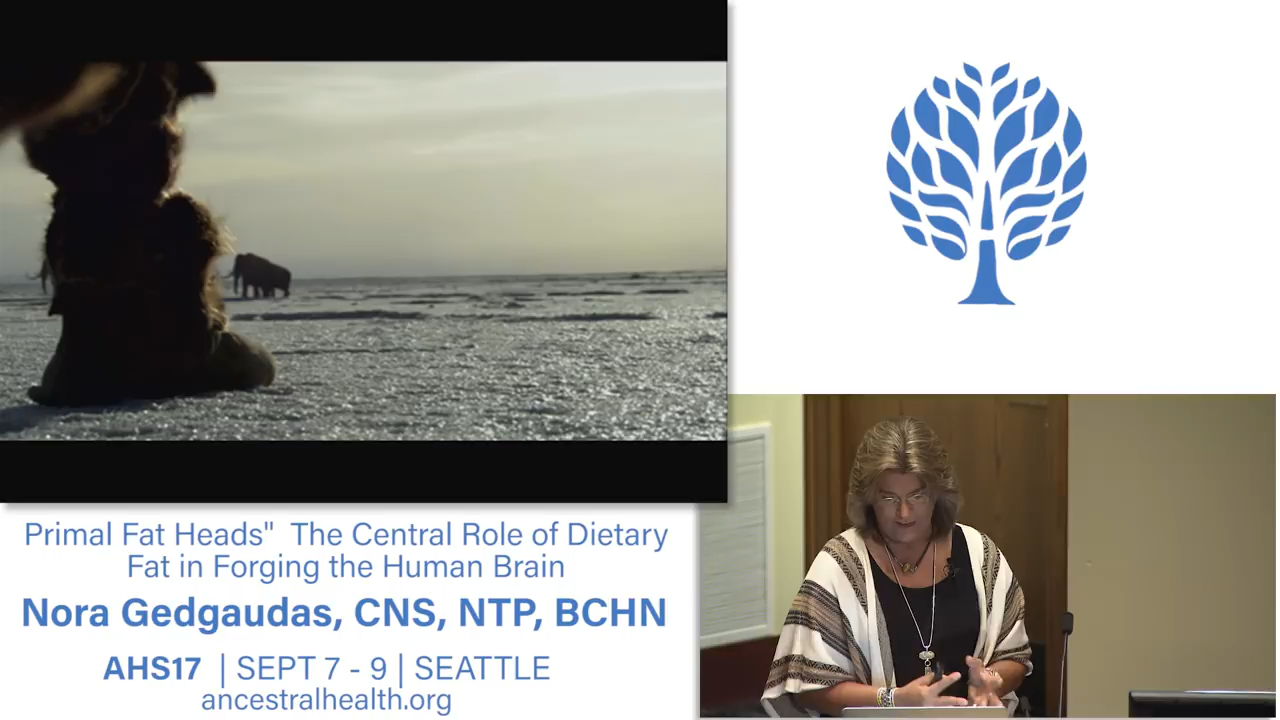 Primal Fat Heads" The Central Role of Dietary
Fat in Forging the Human Brain
Nora Gedgaudas, CNS, NTP, BCHN
AHS17 | SEPT 7 - 9 | SEATTLE
ancestralhealth.org